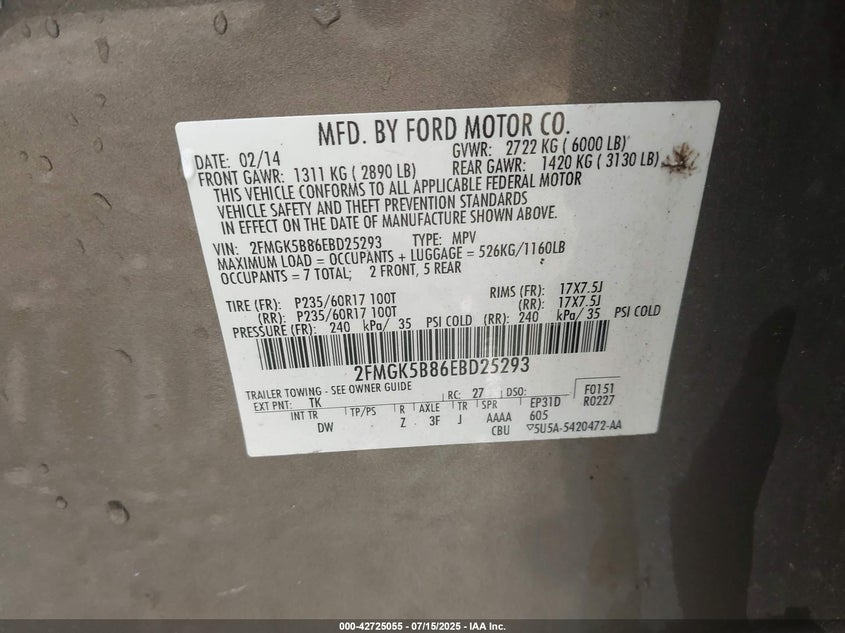 MFD. BY FORD MOTOR CO.
DATE: 02/14 GVWR: 2722 KG ( 6000 LB)
FRONT GAWR: 1311 KG ( 2890 LB) REAR GAWR: 1420 KG ( 3130 LB)
THIS VEHICLE CONFORMS TO ALL APPLICABLE FEDERAL MOTOR
VEHICLE SAFETY AND THEFT PREVENTION STANDARDS
IN EFFECT ON THE DATE OF MANUFACTURE SHOWN ABOVE.
VIN: 2FMGK5B86EBD25293 TYPE: MPV
MAXIMUM LOAD = OCCUPANTS + LUGGAGE = 526KG/1160LB
OCCUPANTS = 7 TOTAL; 2 FRONT, 5 REAR
TIRE (FR): P235/60R17 100T RIMS (FR): 17X7.5J
(RR): P235/60R17 100T (RR): 17X7.5J
PRESSURE (FR): 240 kPa/ 35 PSI COLD (RR): 240 kPa/ 35 PSI COLD
2FMGK5B86EBD25293
TRAILER TOWING - SEE OWNER GUIDE
EXT PNT: TK RC: 27 DSO: F0151
R0227
INT TR TP/PS R AXLE TR SPR EP31D
DW Z 3F J AAAA 605
CBU ▽5U5A-5420472-AA
000-42725055 - 07/15/2025 - IAA Inc.